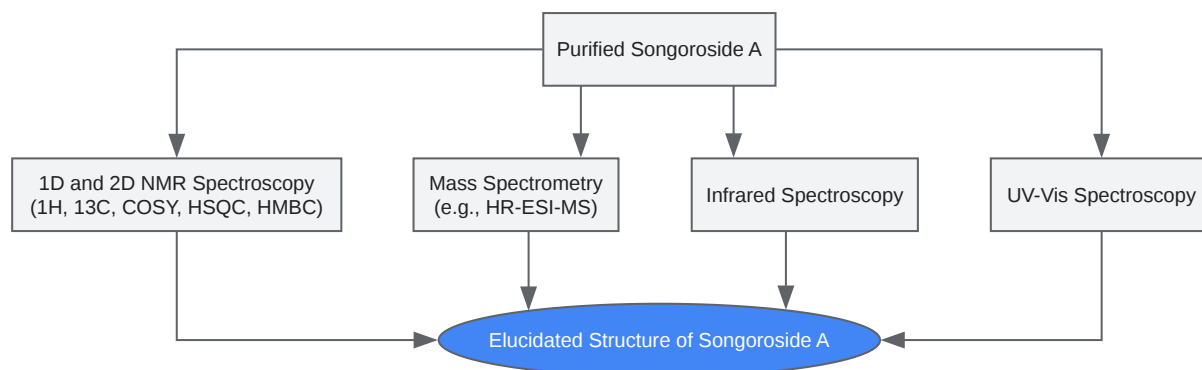 Purified Songoroside A
1D and 2D NMR Spectroscopy
(1H, 13C, COSY, HSQC, HMBC)
Mass Spectrometry
(e.g., HR-ESI-MS)
Infrared Spectroscopy
UV-Vis Spectroscopy
Elucidated Structure of Songoroside A